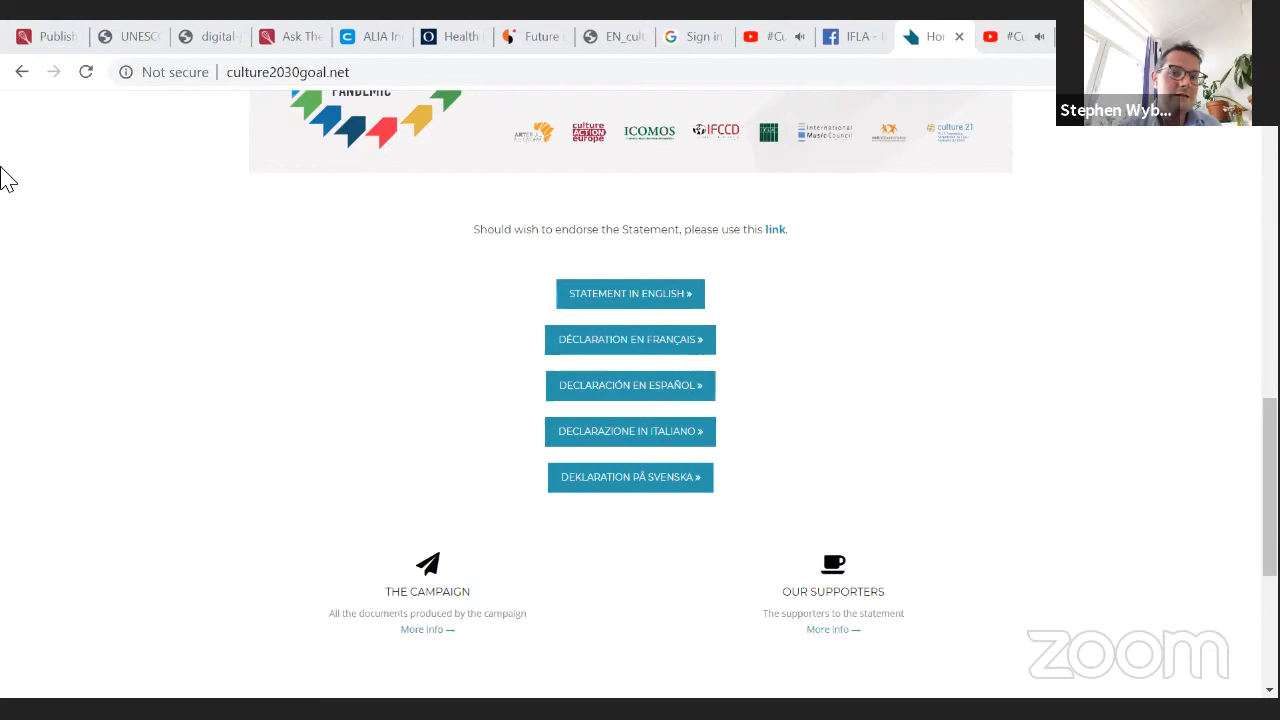 Publish UNESC digital- Ask The ALIA In Health Future EN_cult Sign in #Cu IFLA - I Hor #Cu
Not secure | culture2030goal.net
Stephen Wyb...
PANDEMIC
culture ACTION europe ICOMOS IFCCD International Music Council culture 21
Should wish to endorse the Statement, please use this link.
STATEMENT IN ENGLISH »
DÉCLARATION EN FRANÇAIS »
DECLARACIÓN EN ESPAÑOL »
DECLARAZIONE IN ITALIANO »
DEKLARATION PÅ SVENSKA »
THE CAMPAIGN
All the documents produced by the campaign
More info →
OUR SUPPORTERS
The supporters to the statement
More info →
zoom